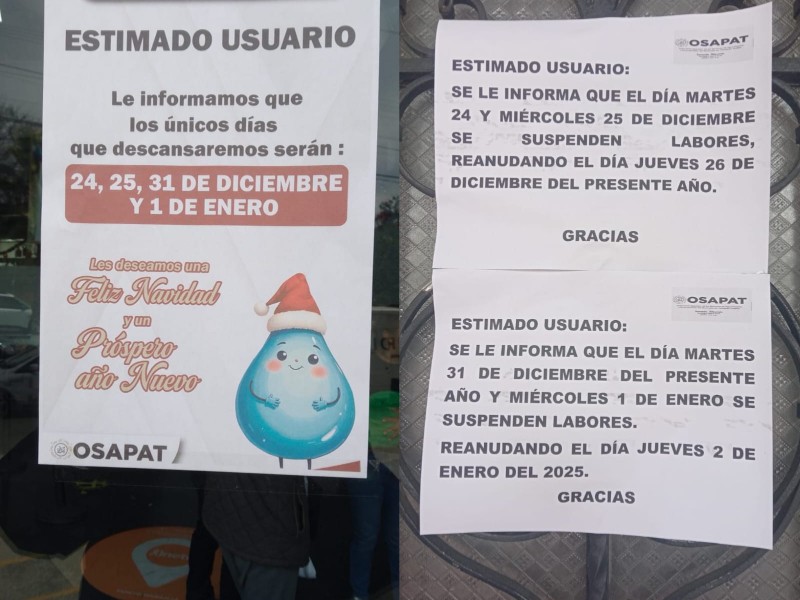 ESTIMADO USUARIO
Le informamos que
los únicos días
que descansaremos serán :
24, 25, 31 DE DICIEMBRE
Y 1 DE ENERO
Les deseamos una
Feliz Navidad
y un
Próspero
año Nuevo
OSAPAT
OSAPAT
ESTIMADO USUARIO:
SE LE INFORMA QUE EL DÍA MARTES
24 Y MIÉRCOLES 25 DE DICIEMBRE
SE SUSPENDEN LABORES,
REANUDANDO EL DÍA JUEVES 26 DE
DICIEMBRE DEL PRESENTE AÑO.
GRACIAS
OSAPAT
ESTIMADO USUARIO:
SE LE INFORMA QUE EL DÍA MARTES
31 DE DICIEMBRE DEL PRESENTE
AÑO Y MIÉRCOLES 1 DE ENERO SE
SUSPENDEN LABORES.
REANUDANDO EL DÍA JUEVES 2 DE
ENERO DEL 2025.
GRACIAS